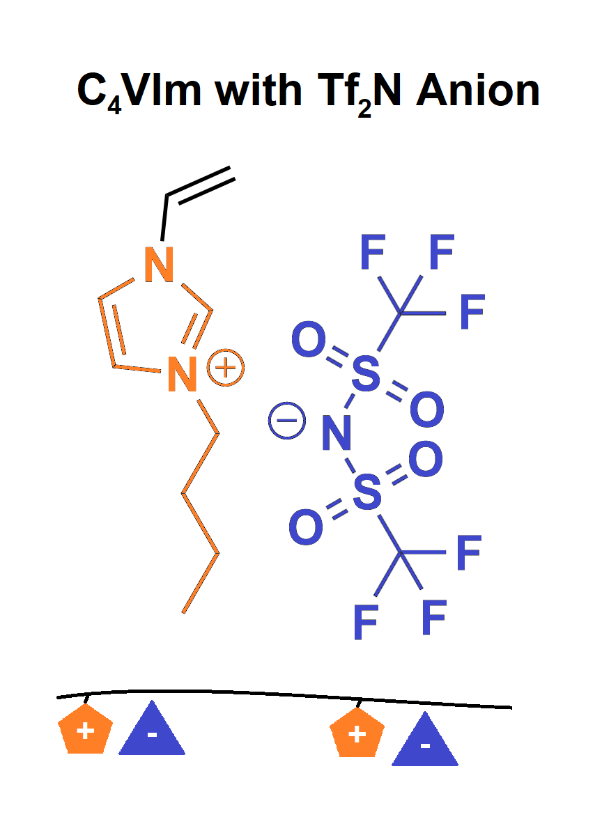 C₄VIm with Tf₂N Anion
N
F F
F
O
N + S
O
− N
O
S
O
F
F F
+ - + -